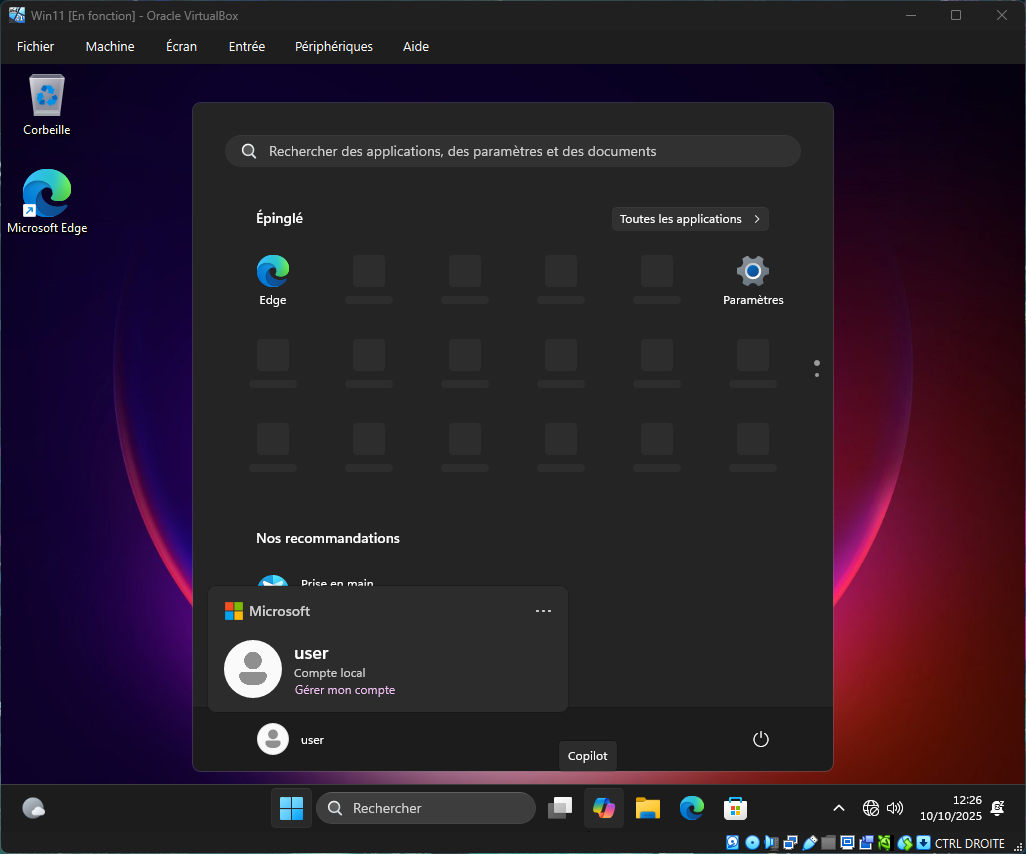 Win11 [En fonction] - Oracle VirtualBox
Fichier Machine Écran Entrée Périphériques Aide
Corbeille
Microsoft Edge
Rechercher des applications, des paramètres et des documents
Épinglé
Toutes les applications
Edge
Paramètres
Nos recommandations
Prise en main
Microsoft
user
Compte local
Gérer mon compte
user
Copilot
Rechercher
12:26
10/10/2025
CTRL DROITE